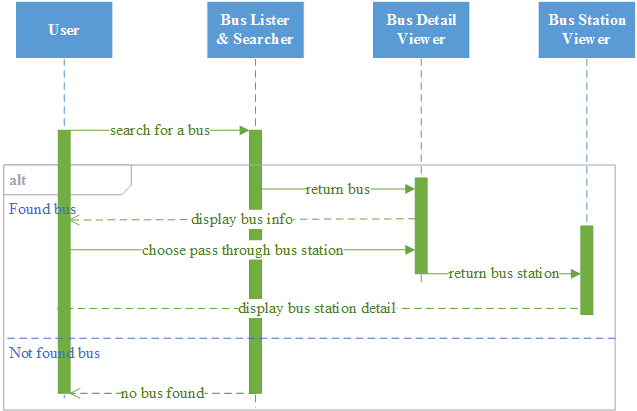 User
Bus Lister
& Searcher
Bus Detail
Viewer
Bus Station
Viewer
search for a bus
alt
Found bus
return bus
display bus info
choose pass through bus station
return bus station
display bus station detail
Not found bus
no bus found